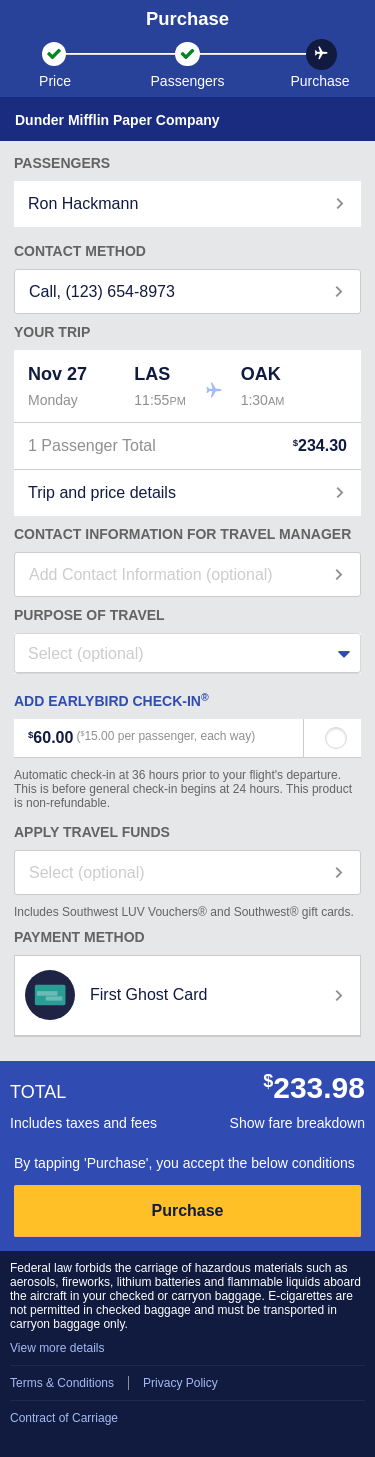 Purchase
Price Passengers Purchase
Dunder Mifflin Paper Company
PASSENGERS
Ron Hackmann
CONTACT METHOD
Call, (123) 654-8973
YOUR TRIP
Nov 27 LAS OAK
Monday 11:55PM 1:30AM
1 Passenger Total $234.30
Trip and price details
CONTACT INFORMATION FOR TRAVEL MANAGER
Add Contact Information (optional)
PURPOSE OF TRAVEL
Select (optional)
ADD EARLYBIRD CHECK-IN®
$60.00 ($15.00 per passenger, each way)
Automatic check-in at 36 hours prior to your flight's departure.
This is before general check-in begins at 24 hours. This product
is non-refundable.
APPLY TRAVEL FUNDS
Select (optional)
Includes Southwest LUV Vouchers® and Southwest® gift cards.
PAYMENT METHOD
First Ghost Card
TOTAL $233.98
Includes taxes and fees Show fare breakdown
By tapping 'Purchase', you accept the below conditions
Purchase
Federal law forbids the carriage of hazardous materials such as
aerosols, fireworks, lithium batteries and flammable liquids aboard
the aircraft in your checked or carryon baggage. E-cigarettes are
not permitted in checked baggage and must be transported in
carryon baggage only.
View more details
Terms & Conditions Privacy Policy
Contract of Carriage